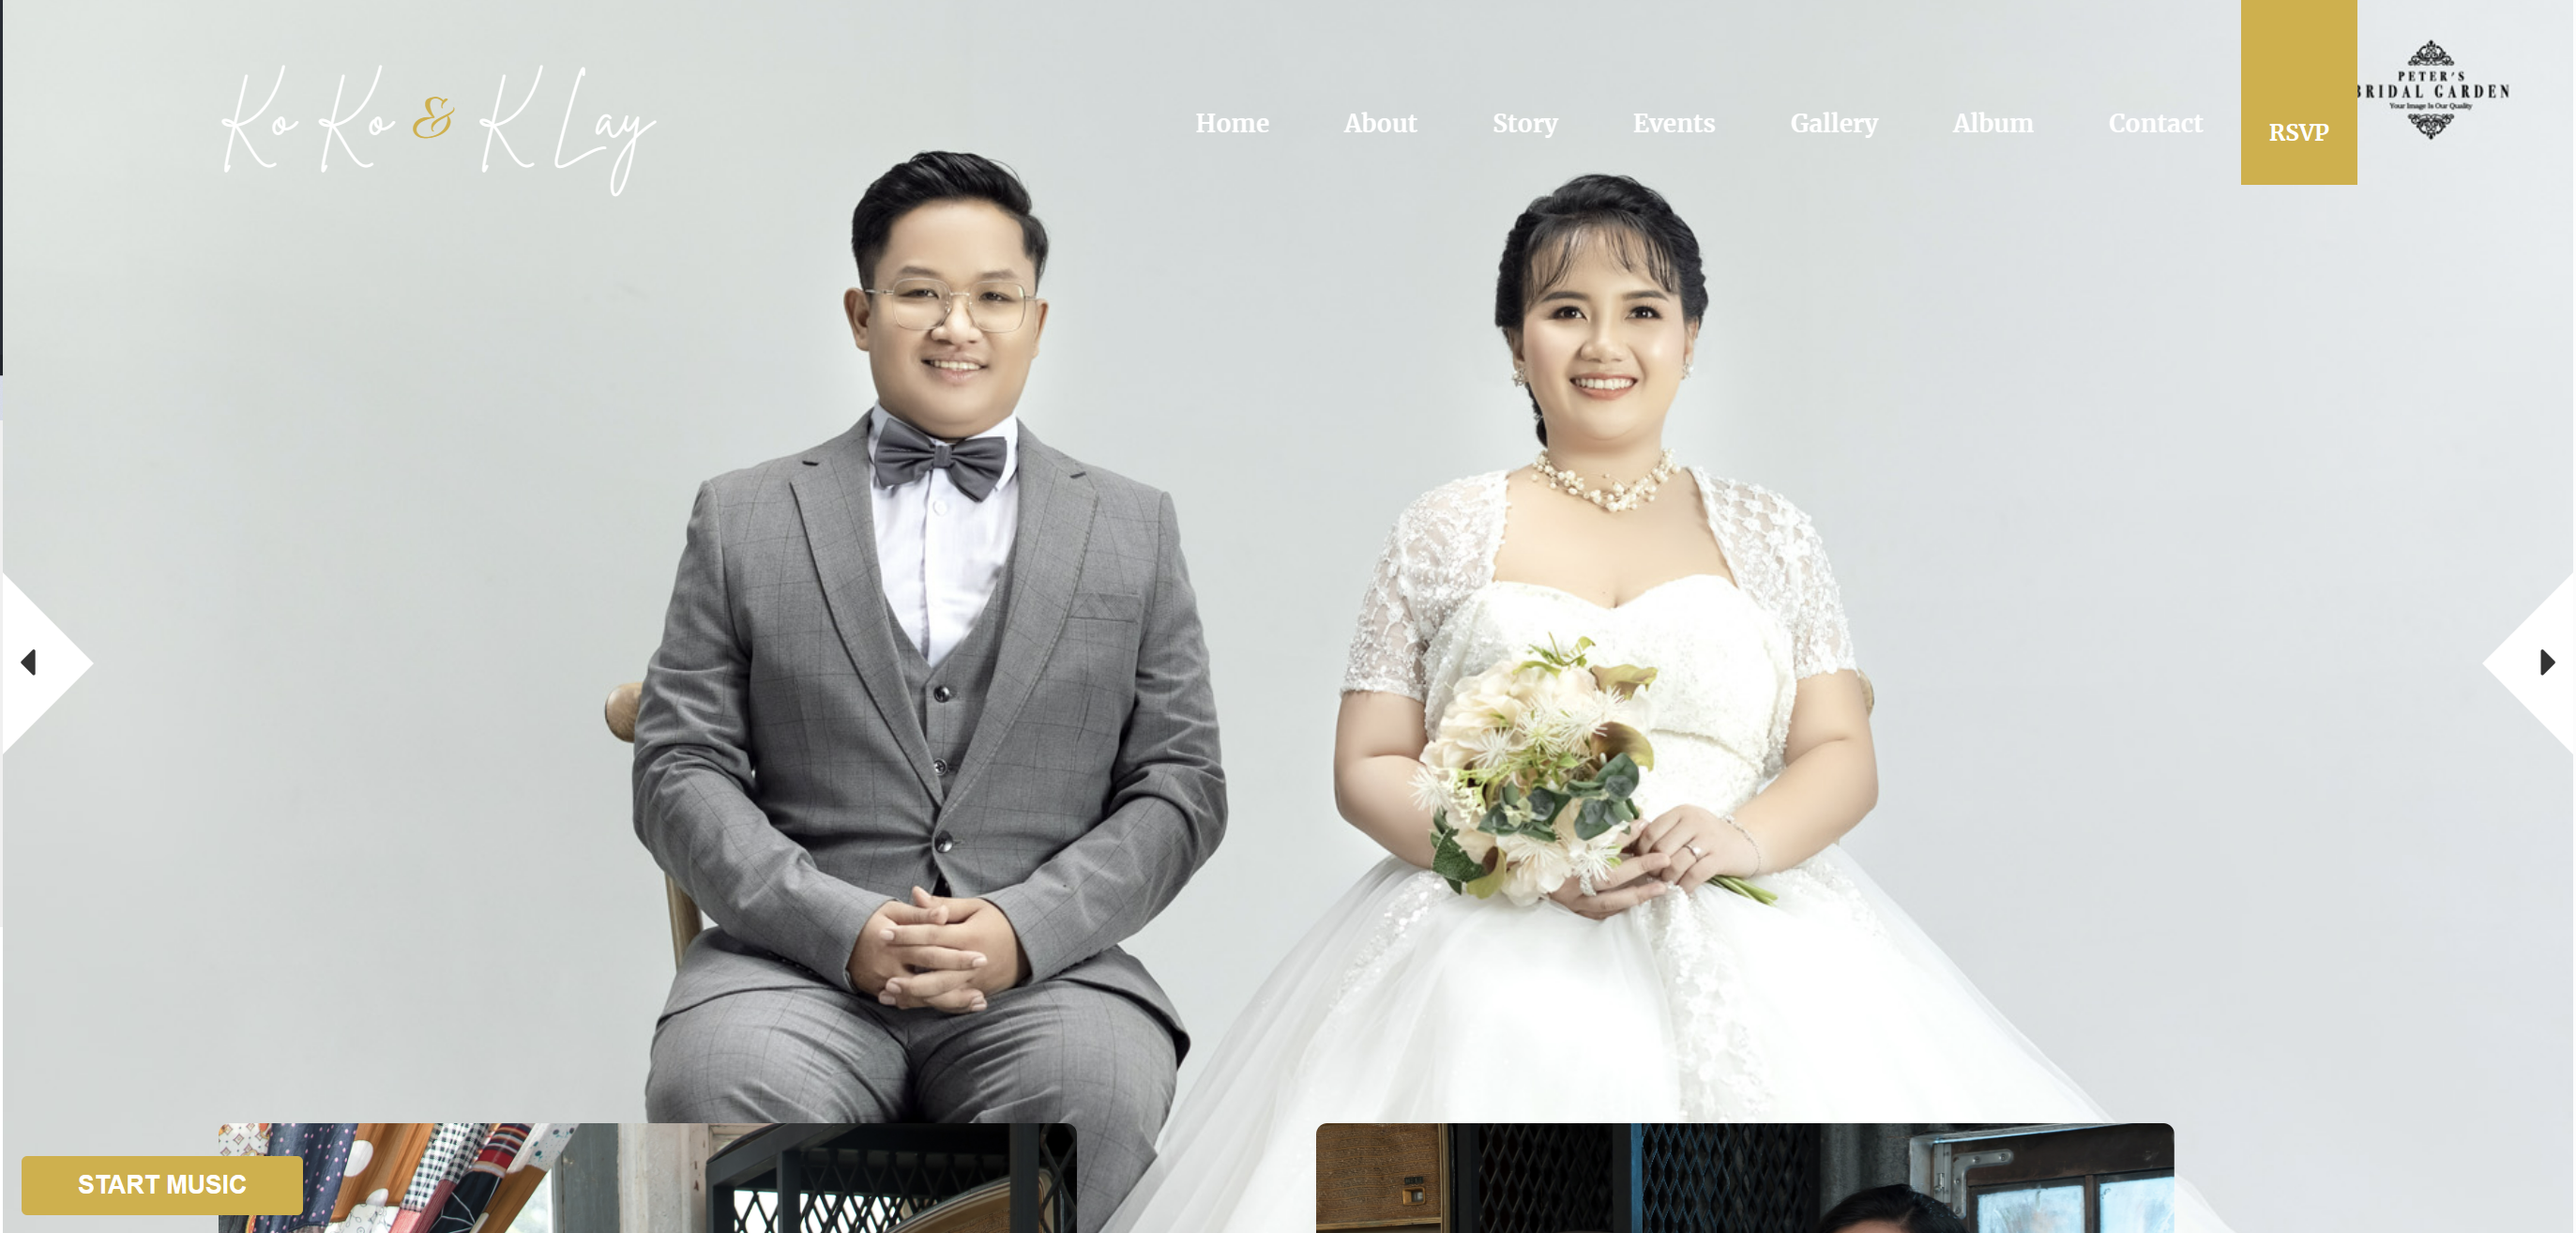 Ko Ko & K Lay
Home About Story Events Gallery Album Contact
RSVP
PETER'S
BRIDAL GARDEN
Your Image Is Our Quality
START MUSIC